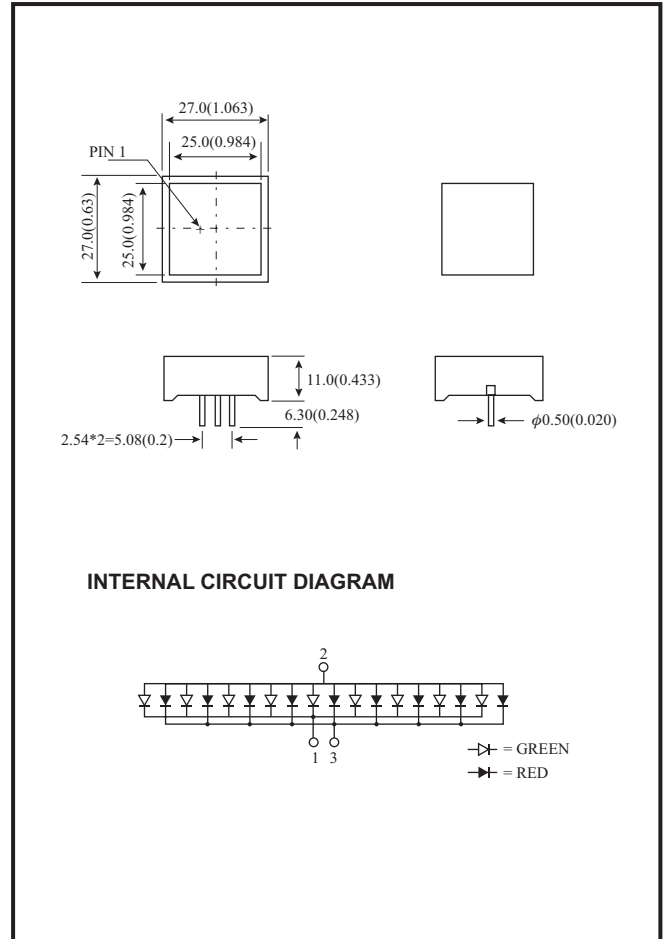 27.0(1.063)
25.0(0.984)
PIN 1
27.0(0.63)
25.0(0.984)
11.0(0.433)
6.30(0.248)
2.54*2=5.08(0.2)
ϕ0.50(0.020)
INTERNAL CIRCUIT DIAGRAM
2
1 3
= GREEN
= RED